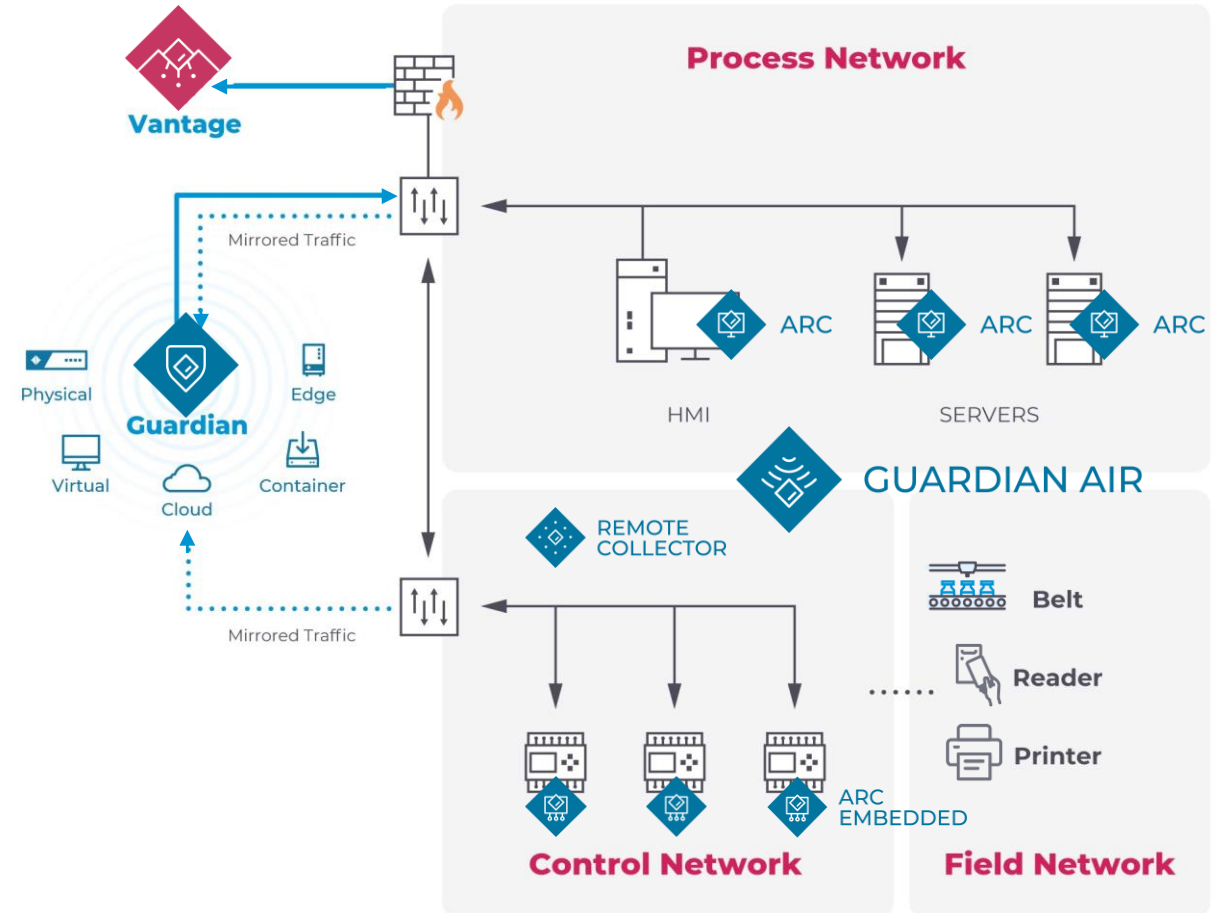 Process Network
Vantage
Mirrored Traffic
ARC
ARC
ARC
Physical
Edge
Guardian
HMI
SERVERS
Virtual
Container
Cloud
GUARDIAN AIR
REMOTE
COLLECTOR
Belt
Mirrored Traffic
Reader
Printer
ARC
EMBEDDED
Control Network
Field Network